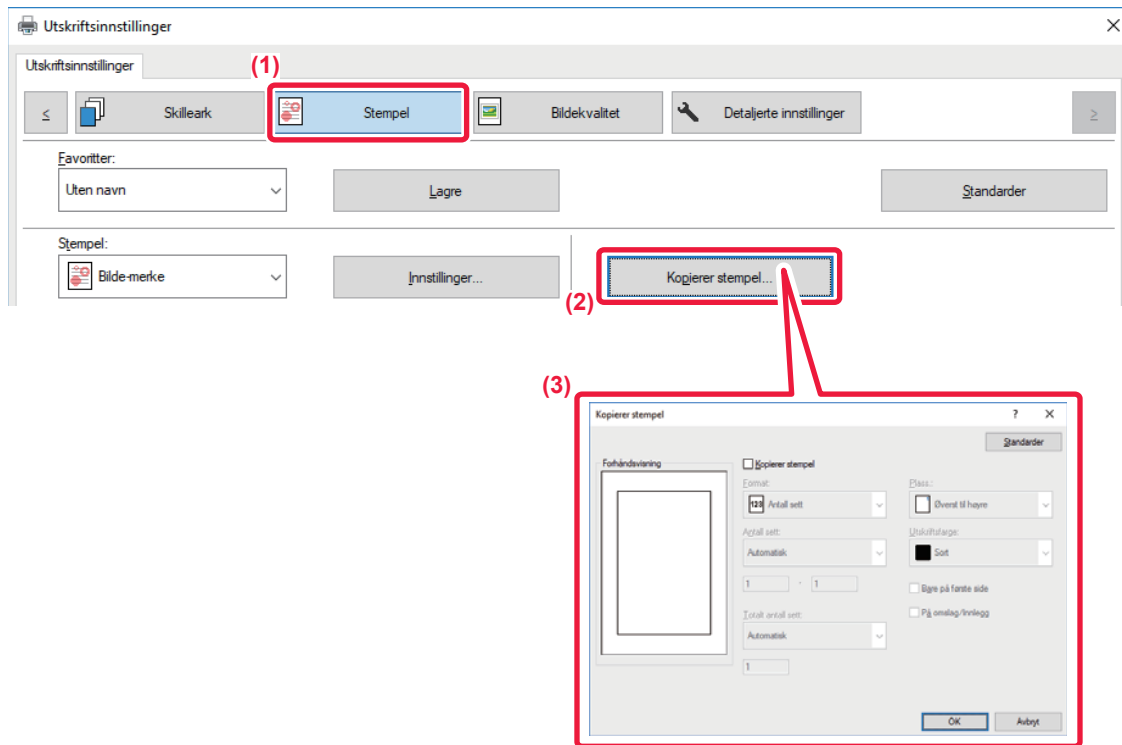 Utskriftsinnstillinger
Utskriftsinnstillinger
(1)
≤ Skilleark Stempel Bildekvalitet Detaljerte innstillinger ≥
Favoritter:
Uten navn Lagre Standarder
Stempel:
Bilde-merke Innstillinger... Kopierer stempel...
(2)
(3)
Kopierer stempel ? X
Standarder
Forhåndsvisning Kopierer stempel
Format: Plass.:
123 Antall sett Øverst til høyre
Antall sett: Utskriftsfarge:
Automatisk Sort
1 - 1 Bare på første side
Totalt antall sett: På omslag/Innlegg
Automatisk
1
OK Avbryt